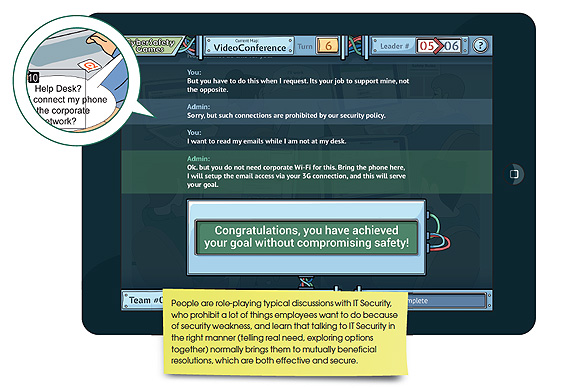 CyberSafety
Games
Current Map:
VideoConference
Turn 6
Leader # 05 06 ?
You:
But you have to do this when I request. Its your job to support mine, not
the opposite.
Admin:
Sorry, but such connections are prohibited by our security policy.
You:
I want to read my emails while I am not at my desk.
Admin:
Ok, but you do not need corporate Wi-Fi for this. Bring the phone here,
I will setup the email access via your 3G connection, and this will serve
your goal.
Congratulations, you have achieved
your goal without compromising safety!
10
Help Desk?
connect my phone
the corporate
etwork?
Team #0
mplete
People are role-playing typical discussions with IT Security,
who prohibit a lot of things employees want to do because
of security weakness, and learn that talking to IT Security in
the right manner (telling real need, exploring options
together) normally brings them to mutually beneficial
resolutions, which are both effective and secure.